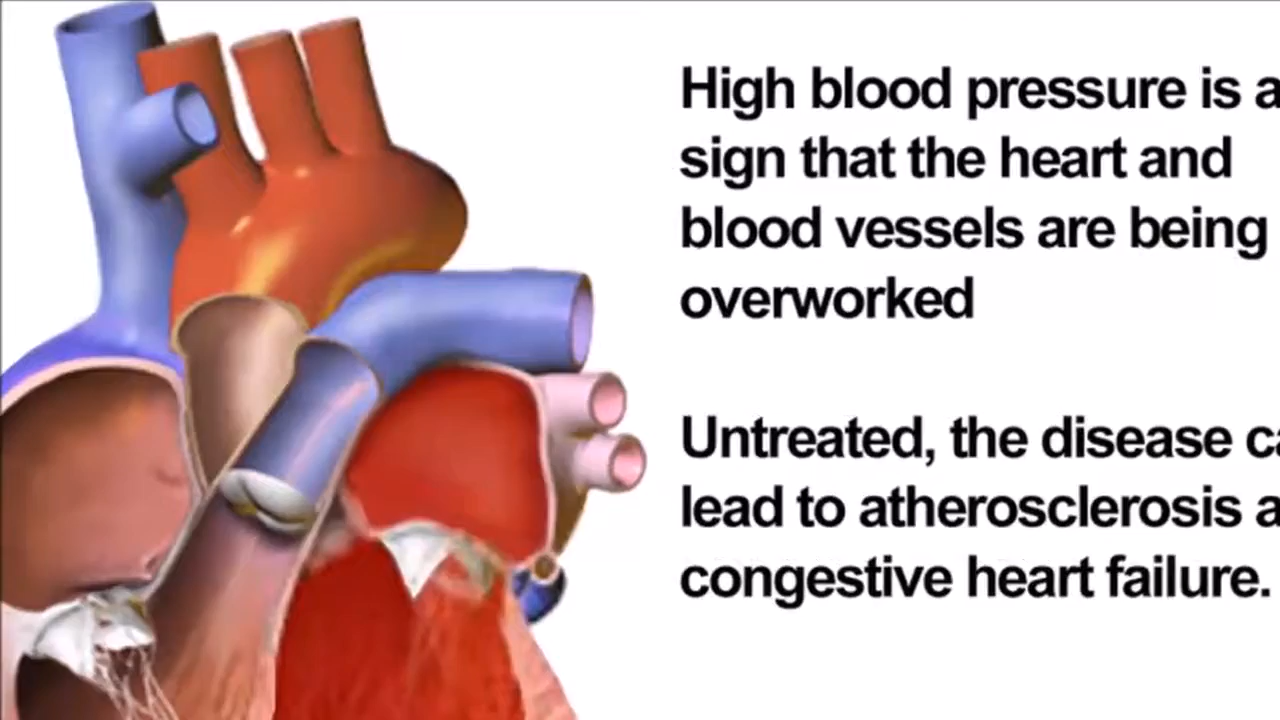 High blood pressure is a
sign that the heart and
blood vessels are being
overworked
Untreated, the disease
lead to atherosclerosis
congestive heart failure.